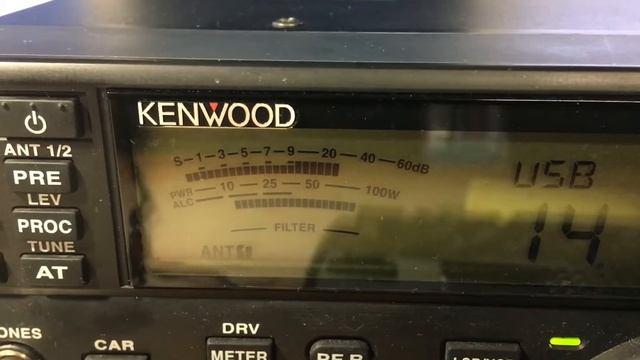 KENWOOD
ANT 1/2
PRE
LEV
PROC
TUNE
AT
S 1 3 5 7 9 20 40 60dB
PWR 10 25 50 100W
ALC
FILTER
ANT
USB
14.
DRV
CAR
METER